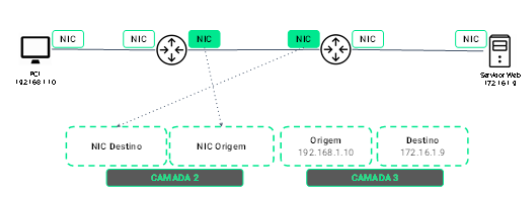 NIC NIC NIC NIC NIC NIC
PC1
192.168.1.10
Servidor Web
172.16.1.9
NIC Destino NIC Origem
Origem
192.168.1.10
Destino
172.16.1.9
CAMADA 2 CAMADA 3